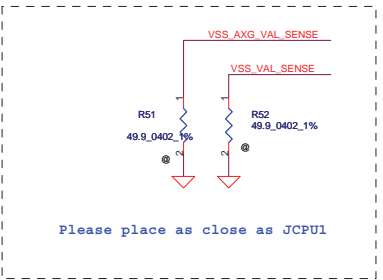 VSS_AXG_VAL_SENSE
VSS_VAL_SENSE
1
1
R51
R52
49.9_0402_1%
49.9_0402_1%
2
2
@
@
Please place as close as JCPU1